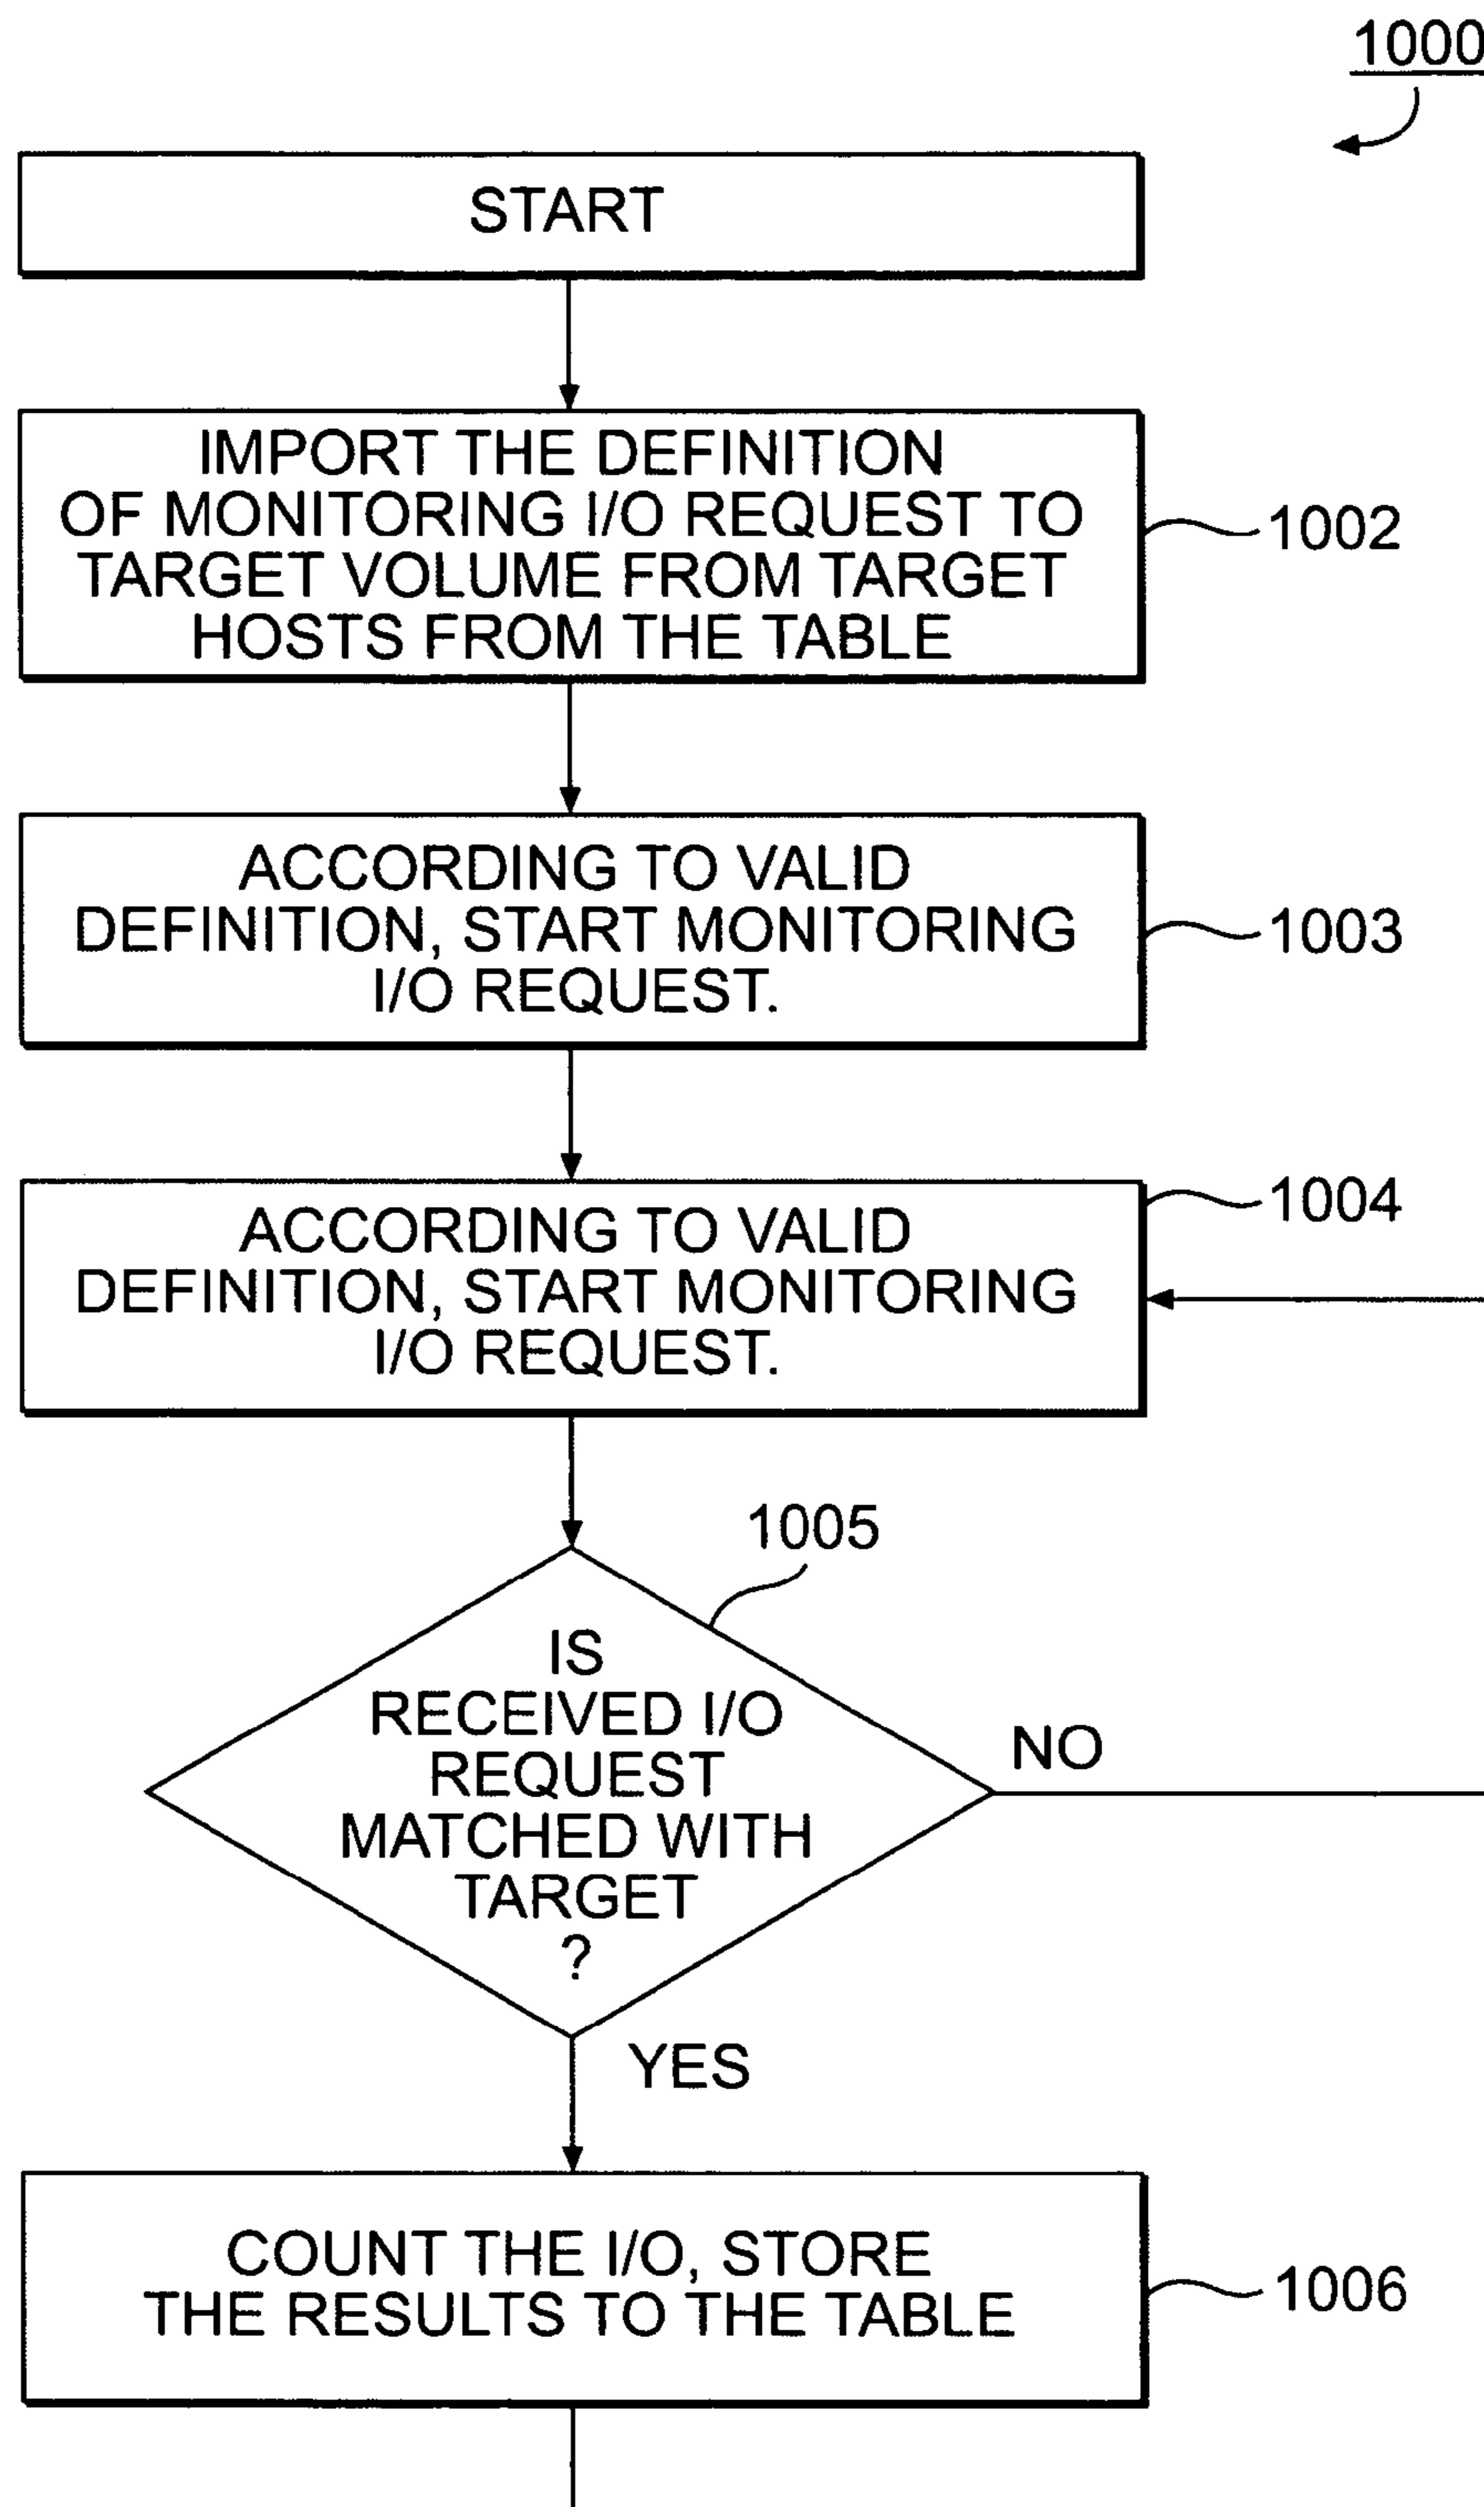 1000
START
IMPORT THE DEFINITION
OF MONITORING I/O REQUEST TO
TARGET VOLUME FROM TARGET
HOSTS FROM THE TABLE
1002
ACCORDING TO VALID
DEFINITION, START MONITORING
I/O REQUEST.
1003
ACCORDING TO VALID
DEFINITION, START MONITORING
I/O REQUEST.
1004
1005
IS
RECEIVED I/O
REQUEST
MATCHED WITH
TARGET
?
NO
YES
COUNT THE I/O, STORE
THE RESULTS TO THE TABLE
1006